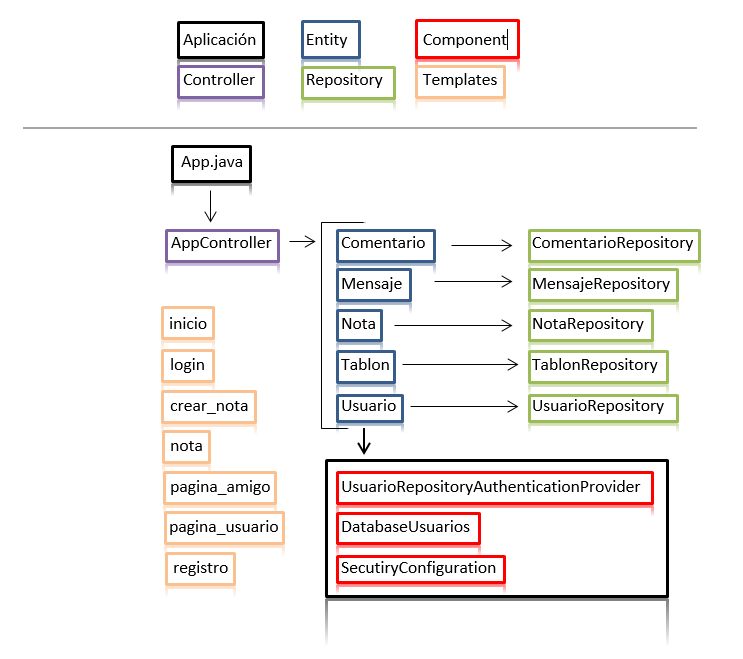 Aplicación Entity Component
Controller Repository Templates
App.java
AppController Comentario ComentarioRepository
Mensaje MensajeRepository
inicio Nota NotaRepository
login Tablon TablonRepository
crear_nota Usuario UsuarioRepository
nota
pagina_amigo UsuarioRepositoryAuthenticationProvider
pagina_usuario DatabaseUsuarios
registro SecutiryConfiguration